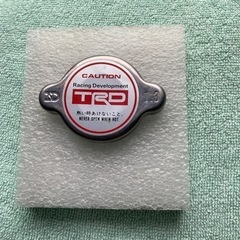 CAUTION
Racing Development
TRD
熱い時あけないこと。
NEVER OPEN WHEN HOT